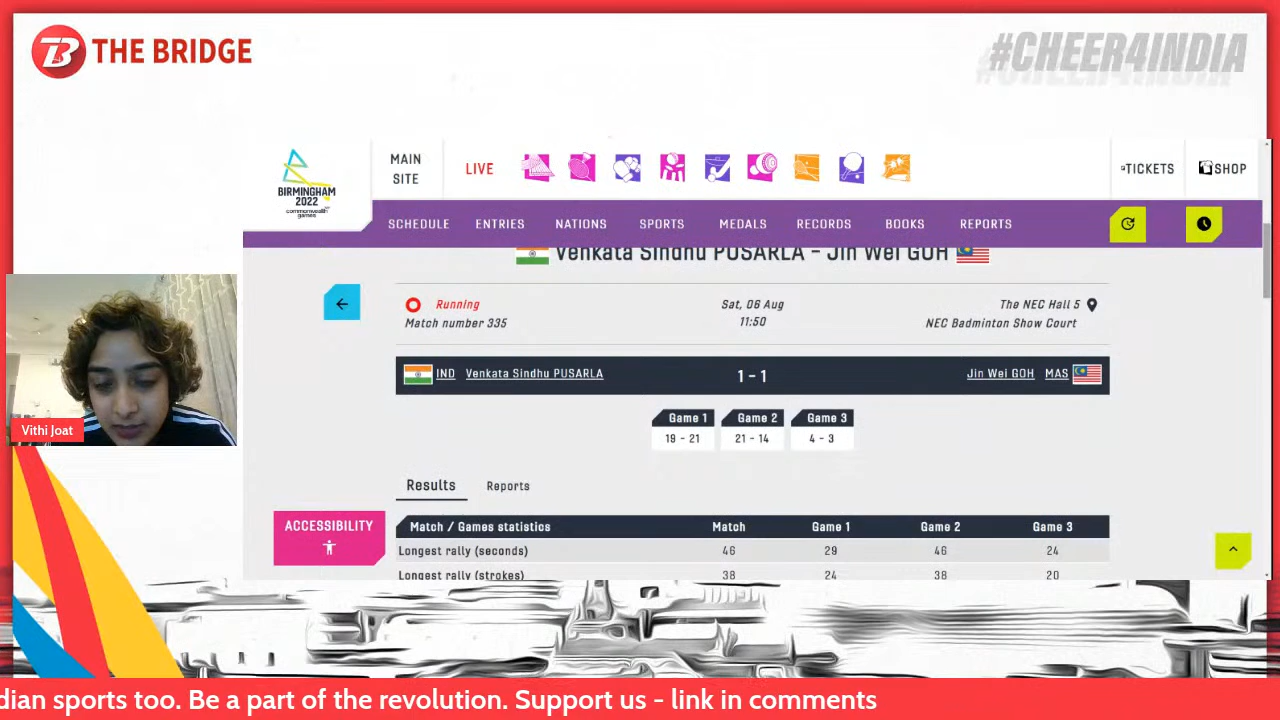 THE BRIDGE
#CHEER4INDIA
BIRMINGHAM
2022
commonwealth
games
MAIN
SITE
LIVE
TICKETS
SHOP
SCHEDULE ENTRIES NATIONS SPORTS MEDALS RECORDS BOOKS REPORTS
Venkata Sindhu PUSARLA - Jin Wei GOH
Running
Match number 335
Sat, 06 Aug
11:50
The NEC Hall 5
NEC Badminton Show Court
IND Venkata Sindhu PUSARLA 1 - 1 Jin Wei GOH MAS
Game 1 Game 2 Game 3
19 - 21 21 - 14 4 - 3
Results Reports
Match / Games statistics Match Game 1 Game 2 Game 3
Longest rally (seconds) 46 29 46 24
Longest rally (strokes) 38 24 38 20
ACCESSIBILITY
Vithi Joat
dian sports too. Be a part of the revolution. Support us - link in comments